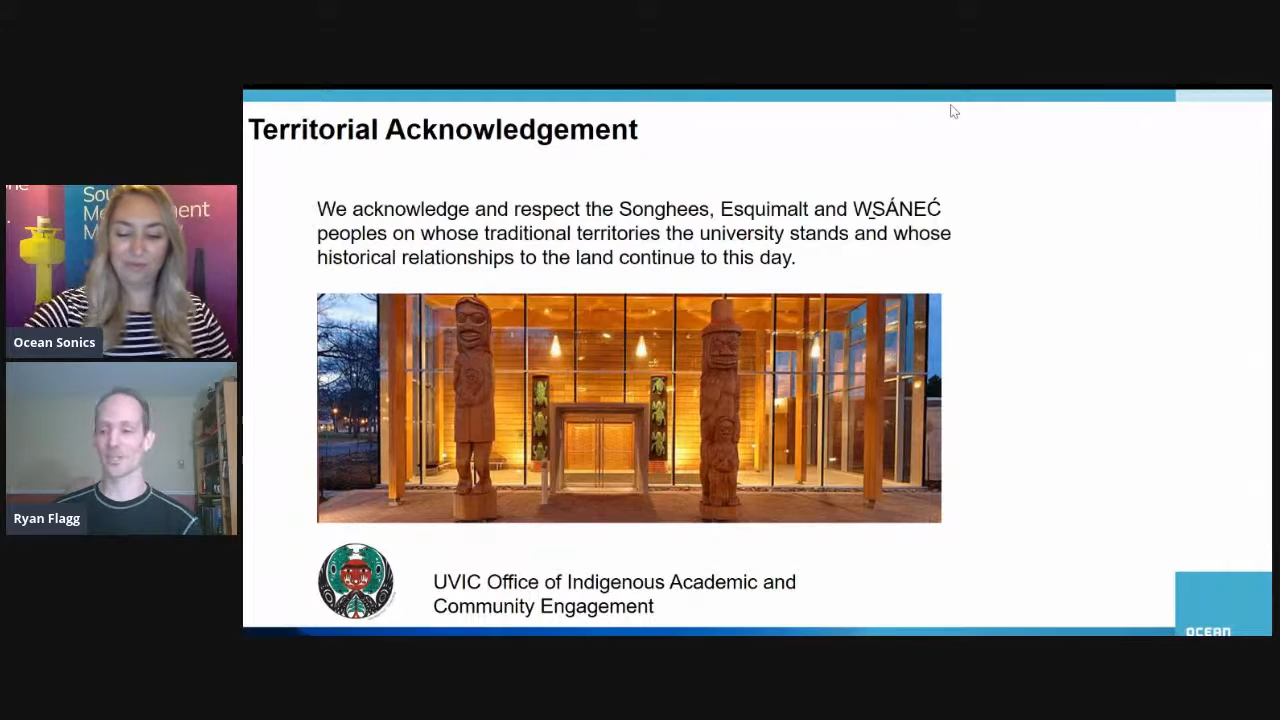 Territorial Acknowledgement
We acknowledge and respect the Songhees, Esquimalt and W̱SÁNEĆ
peoples on whose traditional territories the university stands and whose
historical relationships to the land continue to this day.
UVIC Office of Indigenous Academic and
Community Engagement
OCEAN
Ocean Sonics
Ryan Flagg